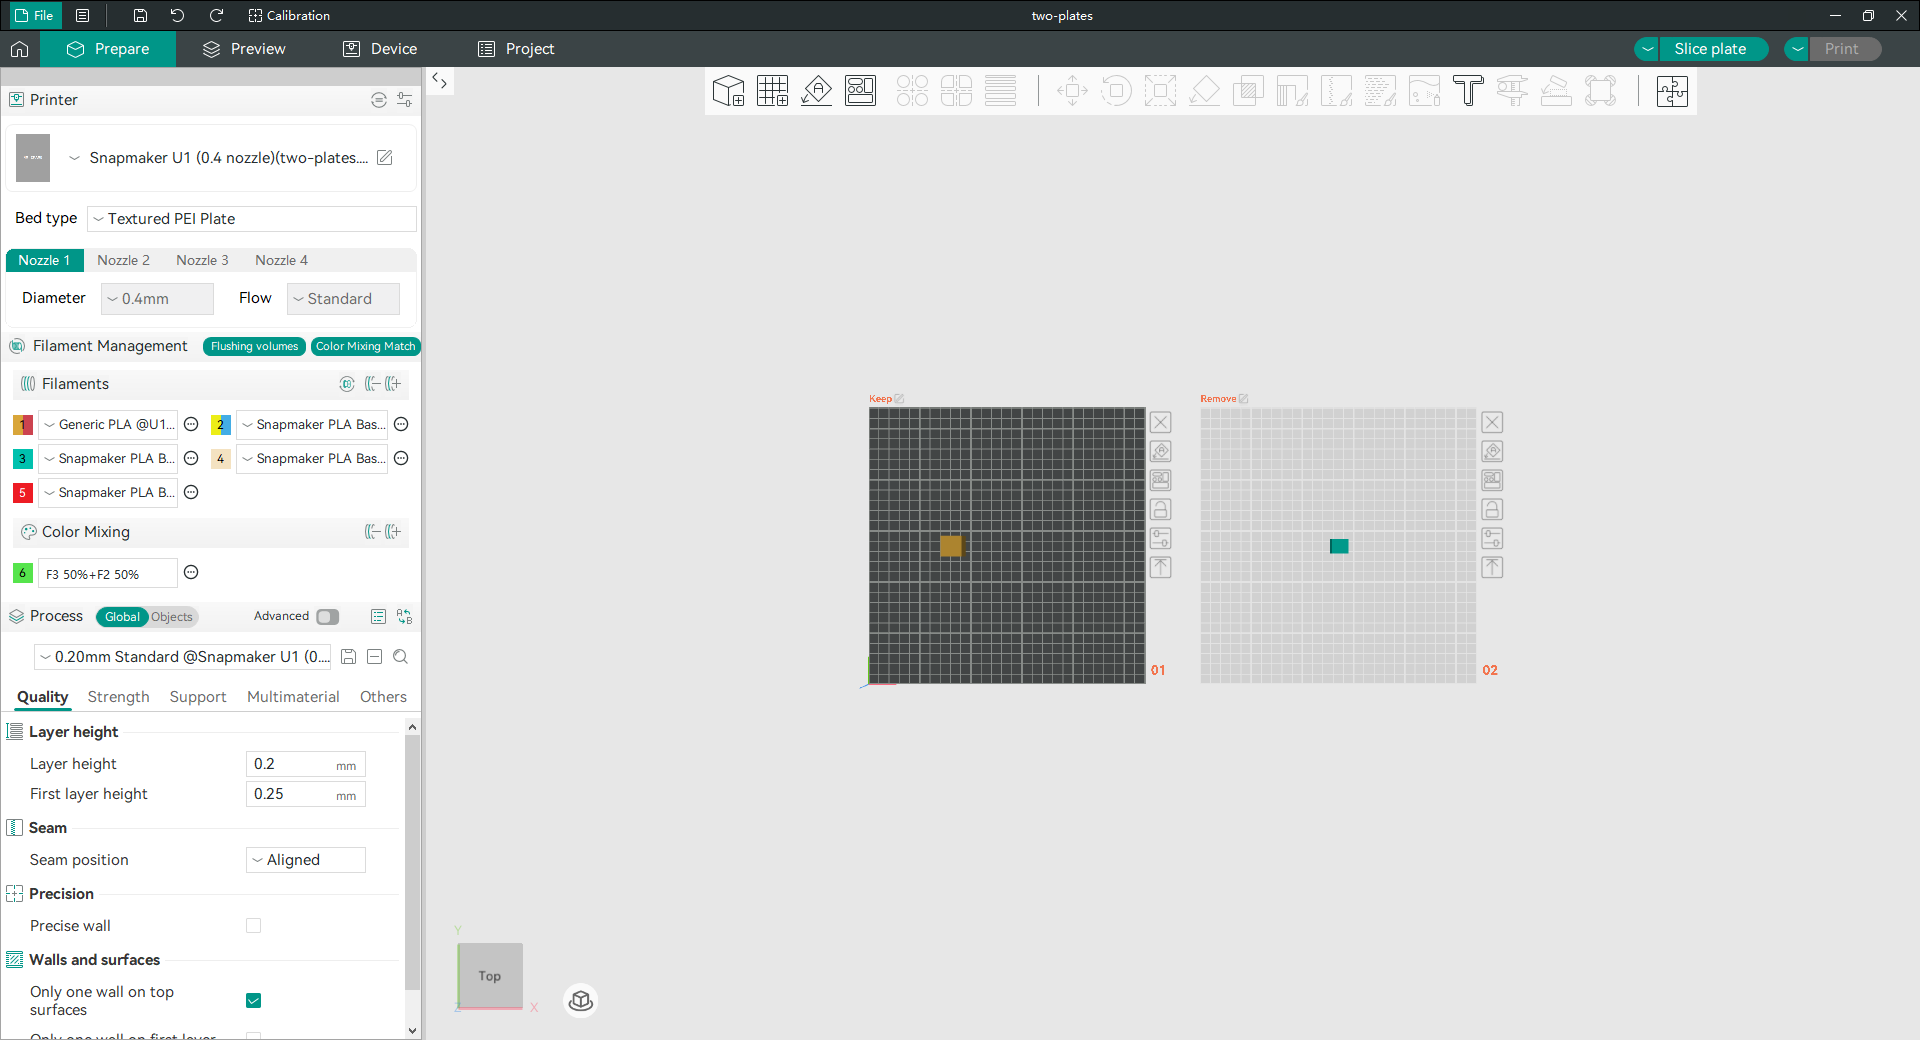 File
Calibration
two-plates
Prepare
Preview
Device
Project
Slice plate
Print
Printer
Snapmaker U1 (0.4 nozzle)(two-plates....
Bed type
Textured PEI Plate
Nozzle 1
Nozzle 2
Nozzle 3
Nozzle 4
Diameter
0.4mm
Flow
Standard
Filament Management
Flushing volumes
Color Mixing Match
Filaments
1
Generic PLA @U1...
2
Snapmaker PLA Bas...
3
Snapmaker PLA B...
4
Snapmaker PLA Bas...
5
Snapmaker PLA B...
Color Mixing
6
F3 50%+F2 50%
Process
Global
Objects
Advanced
0.20mm Standard @Snapmaker U1 (0....
Quality
Strength
Support
Multimaterial
Others
Layer height
Layer height
0.2
mm
First layer height
0.25
mm
Seam
Seam position
Aligned
Precision
Precise wall
Walls and surfaces
Only one wall on top
surfaces
Only one wall on first layer
Keep
01
Remove
02
Y
Top
Z
X